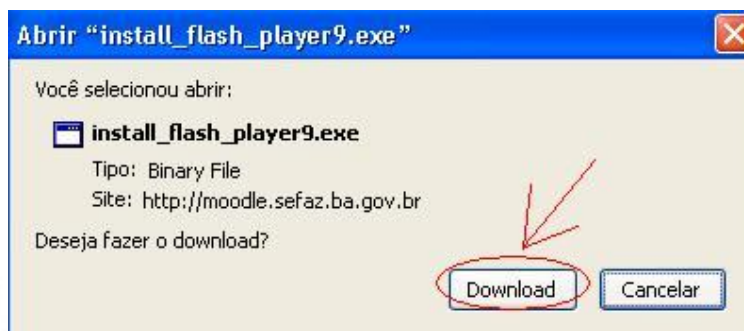 Abrir “install_flash_player9.exe”
Você selecionou abrir:
install_flash_player9.exe
Tipo: Binary File
Site: http://moodle.sefaz.ba.gov.br
Deseja fazer o download?
Download Cancelar